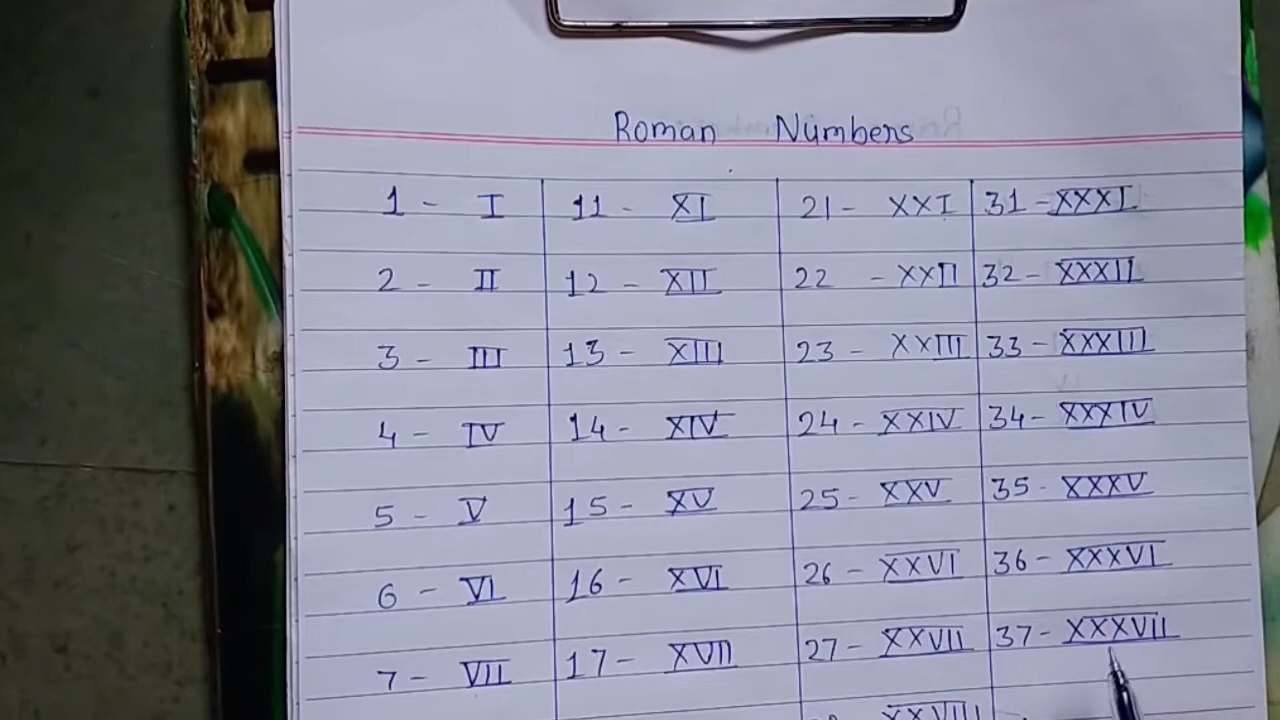 Roman Numbers
1 - I 11 - XI 21 - XXI 31 - XXXI
2 - II 12 - XII 22 - XXII 32 - XXXII
3 - III 13 - XIII 23 - XXIII 33 - XXXIII
4 - IV 14 - XIV 24 - XXIV 34 - XXXIV
5 - V 15 - XV 25 - XXV 35 - XXXV
6 - VI 16 - XVI 26 - XXVI 36 - XXXVI
7 - VII 17 - XVII 27 - XXVII 37 - XXXVII
XXVIII